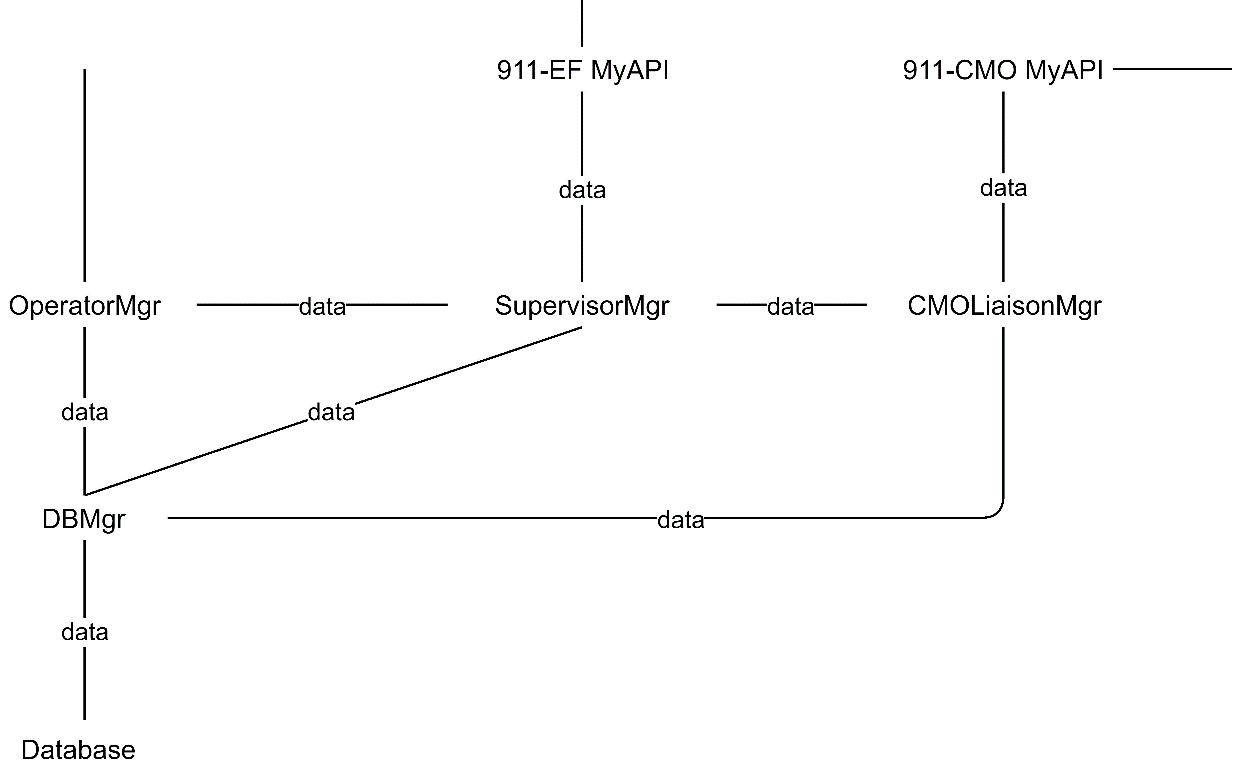 911-EF MyAPI
911-CMO MyAPI
data
data
OperatorMgr
data
SupervisorMgr
data
CMOLiaisonMgr
data
data
DBMgr
data
data
Database